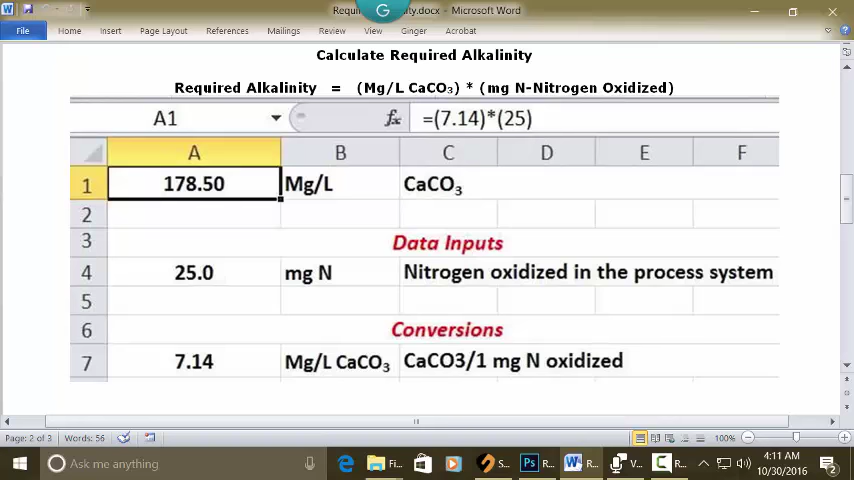 Requi
ty.docx - Microsoft Word
G
File Home Insert Page Layout References Mailings Review View Ginger Acrobat
Calculate Required Alkalinity
Required Alkalinity = (Mg/L CaCO₃) * (mg N-Nitrogen Oxidized)
A1 fx =(7.14)*(25)
A B C D E F
1 178.50 Mg/L CaCO₃
2
3 Data Inputs
4 25.0 mg N Nitrogen oxidized in the process system
5
6 Conversions
7 7.14 Mg/L CaCO₃ CaCO3/1 mg N oxidized
Page: 2 of 3 Words: 56 100%
Ask me anything Fi... S... Ps R... R... V... R... 4:11 AM
10/30/2016 2